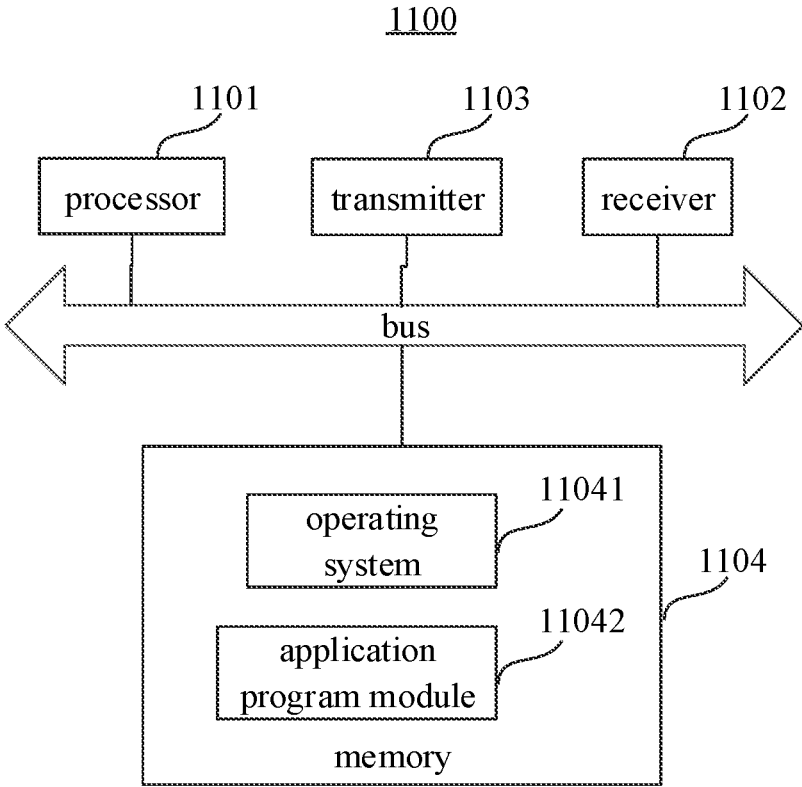 1100
1101
1103
1102
processor
transmitter
receiver
bus
11041
operating
system
1104
11042
application
program module
memory